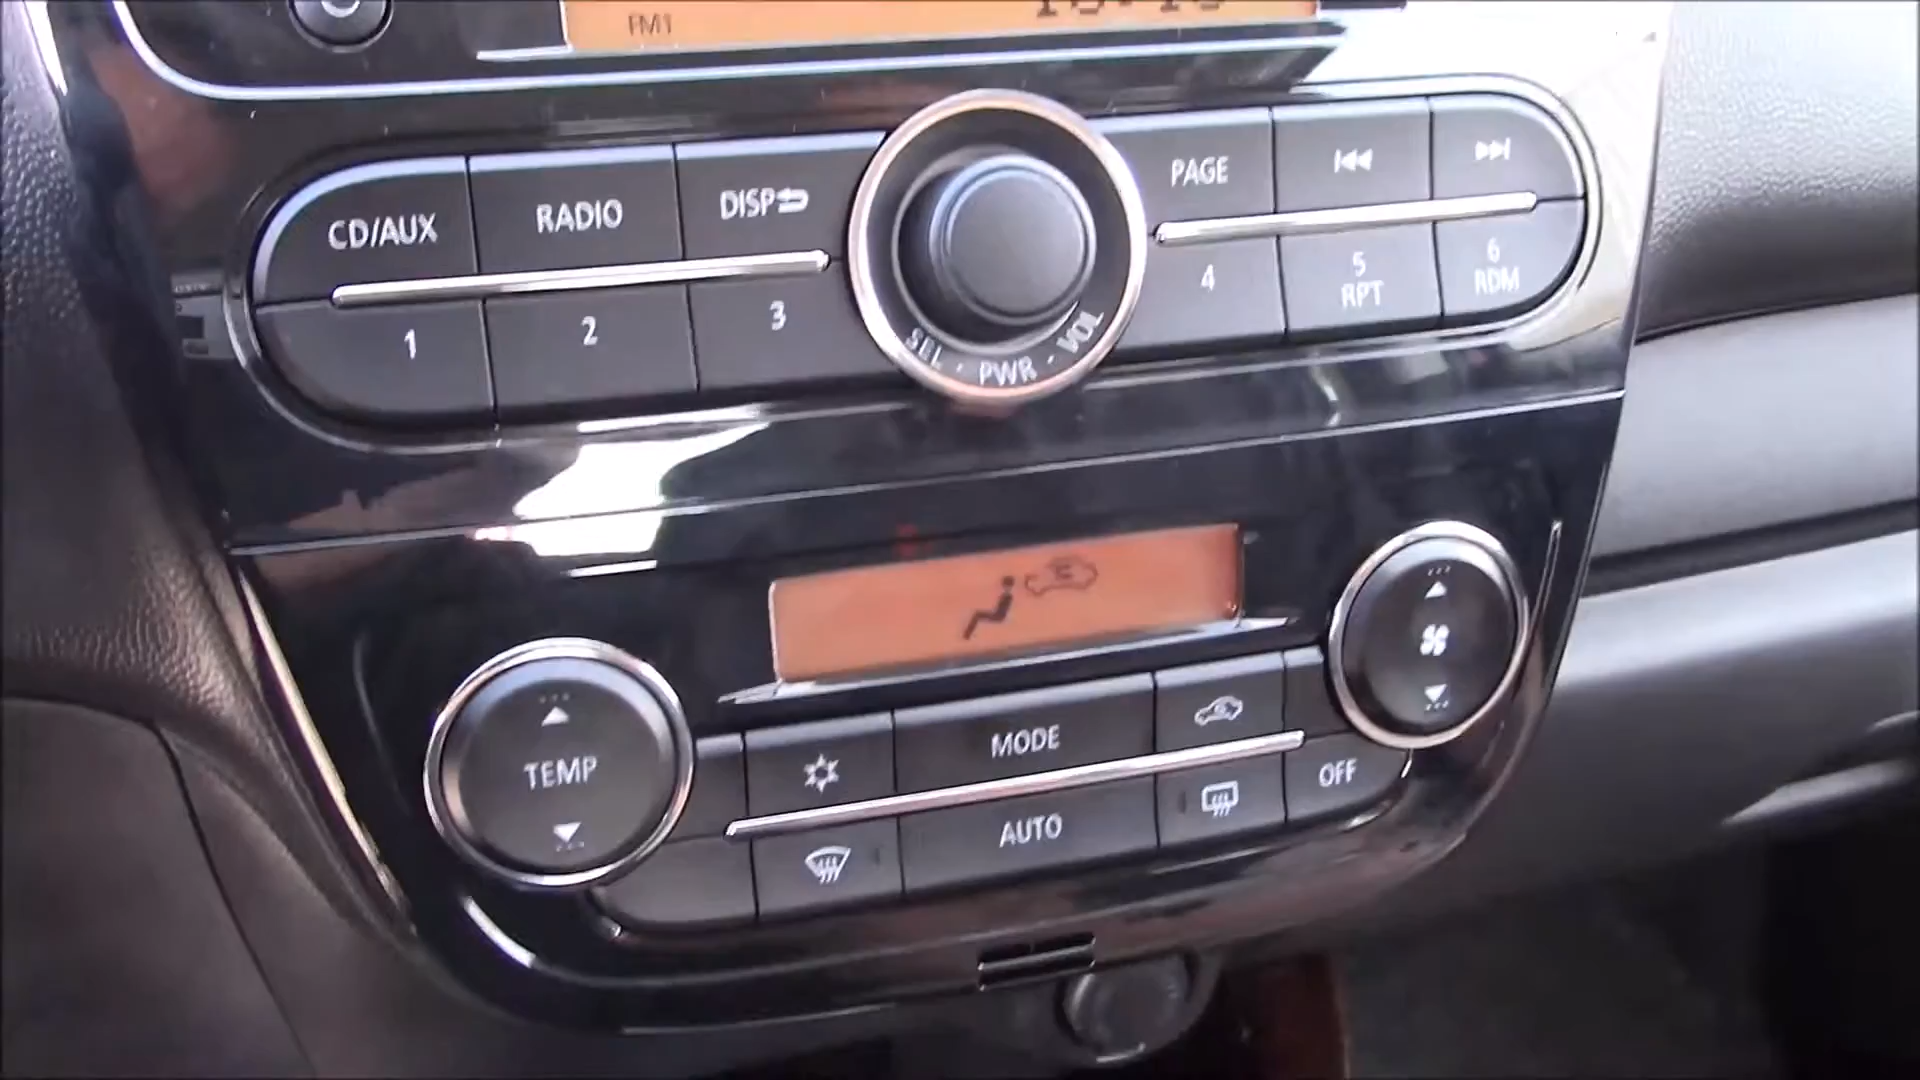 FM1
CD/AUX RADIO DISP PAGE
1 2 3 4 5 6
RPT RDM
SEL · PWR · VOL
TEMP
MODE
AUTO
OFF